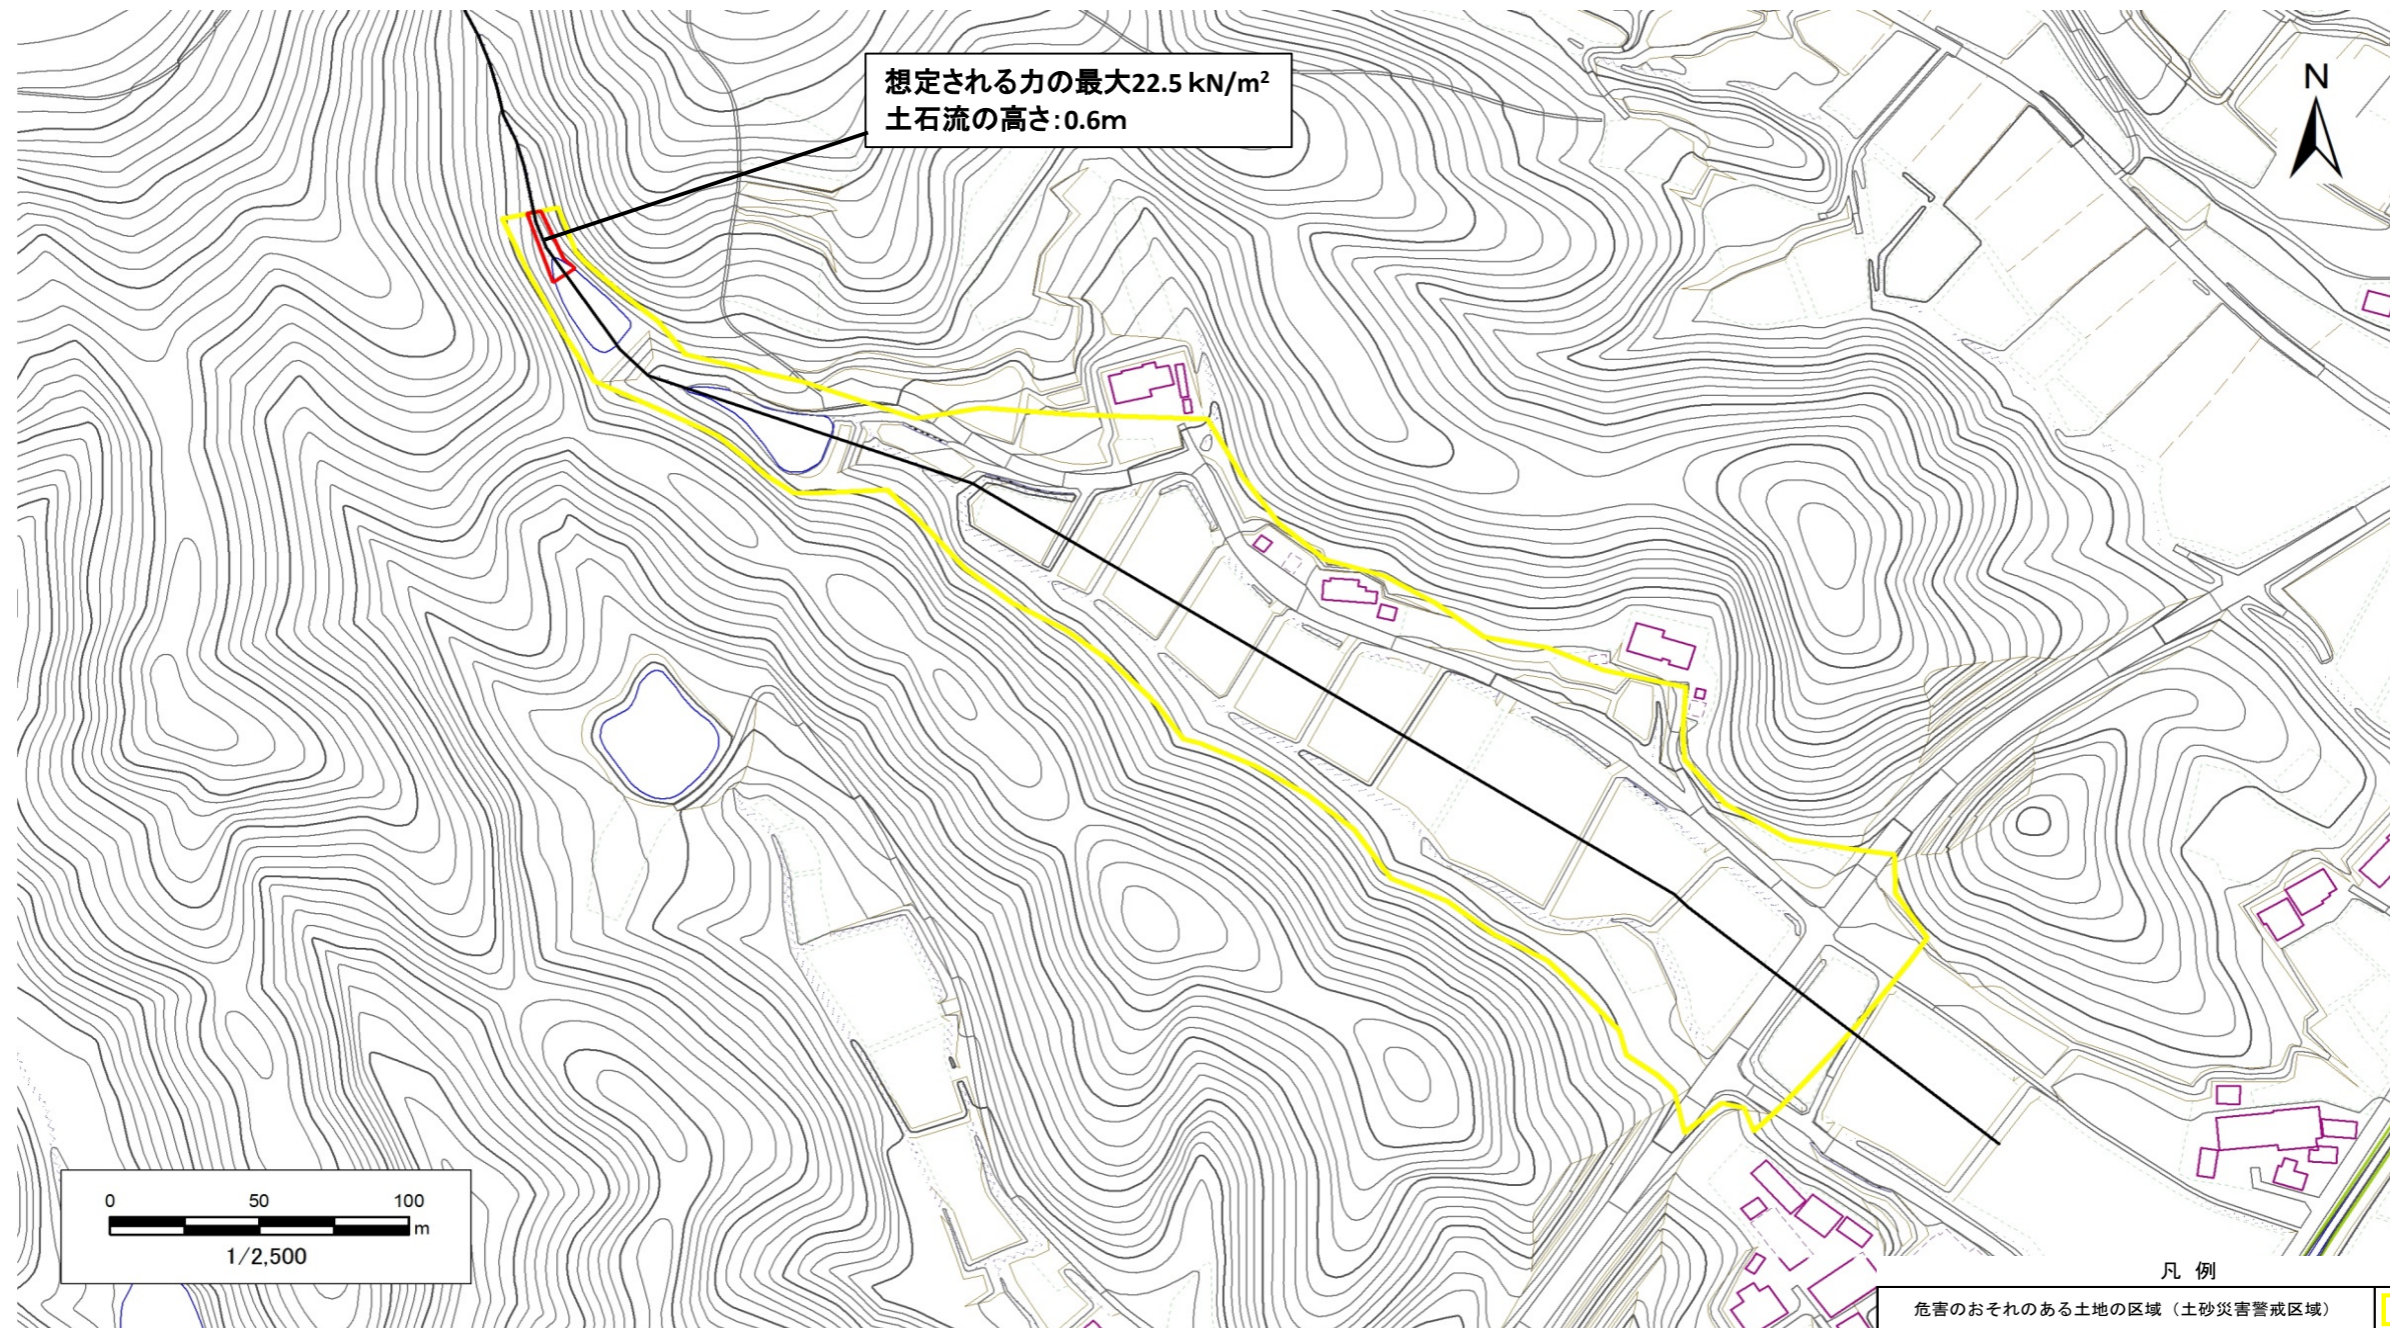 想定される力の最大22.5 kN/m²
土石流の高さ：0.6m
N
0 50 100
m
1/2,500
凡 例
危害のおそれのある土地の区域（土砂災害警戒区域）